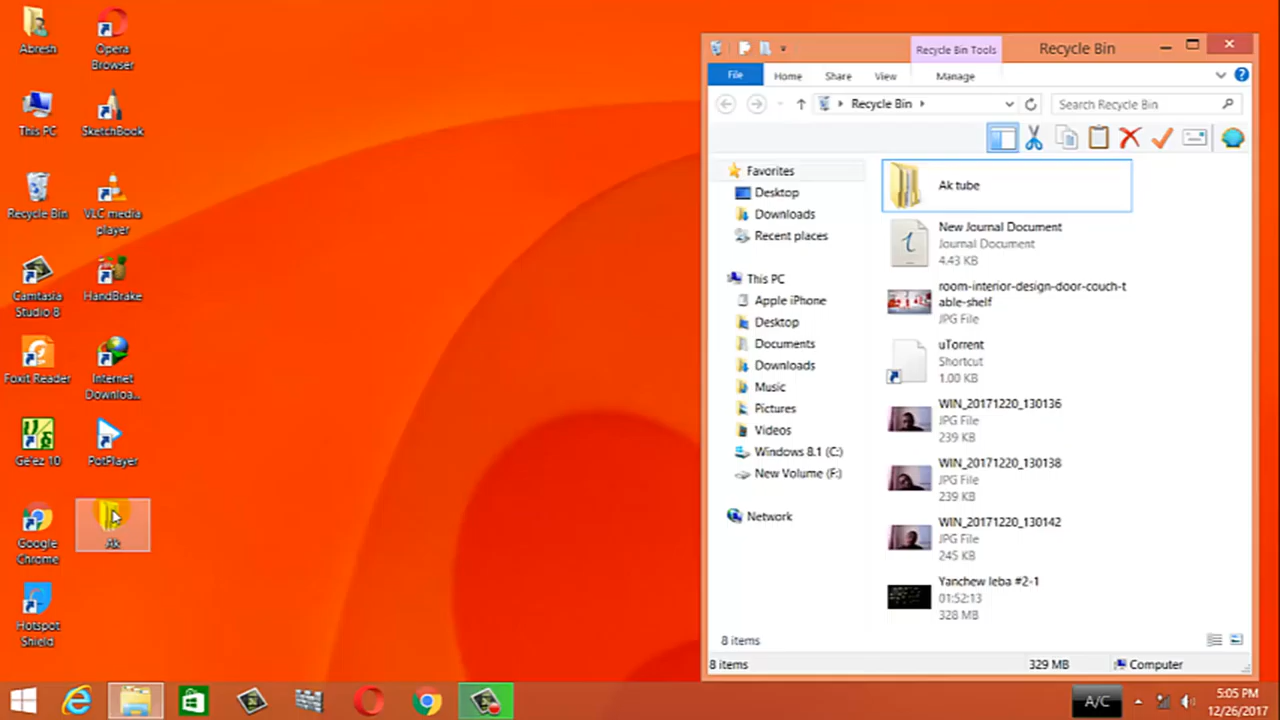 Abresh
Opera
Browser
This PC
SketchBook
Recycle Bin
VLC media
player
Camtasia
Studio 8
HandBrake
Foxit Reader
Internet
Downloa...
Ge'ez 10
PotPlayer
Google
Chrome
Ak
Hotspot
Shield
Recycle Bin Tools
Recycle Bin
File
Home
Share
View
Manage
Recycle Bin
Search Recycle Bin
Favorites
Desktop
Downloads
Recent places
This PC
Apple iPhone
Desktop
Documents
Downloads
Music
Pictures
Videos
Windows 8.1 (C:)
New Volume (F:)
Network
Ak tube
New Journal Document
Journal Document
4.43 KB
room-interior-design-door-couch-t
able-shelf
JPG File
uTorrent
Shortcut
1.00 KB
WIN_20171220_130136
JPG File
239 KB
WIN_20171220_130138
JPG File
239 KB
WIN_20171220_130142
JPG File
245 KB
Yanchew leba #2-1
01:52:13
328 MB
8 items
8 items
329 MB
Computer
A/C
5:05 PM
12/26/2017